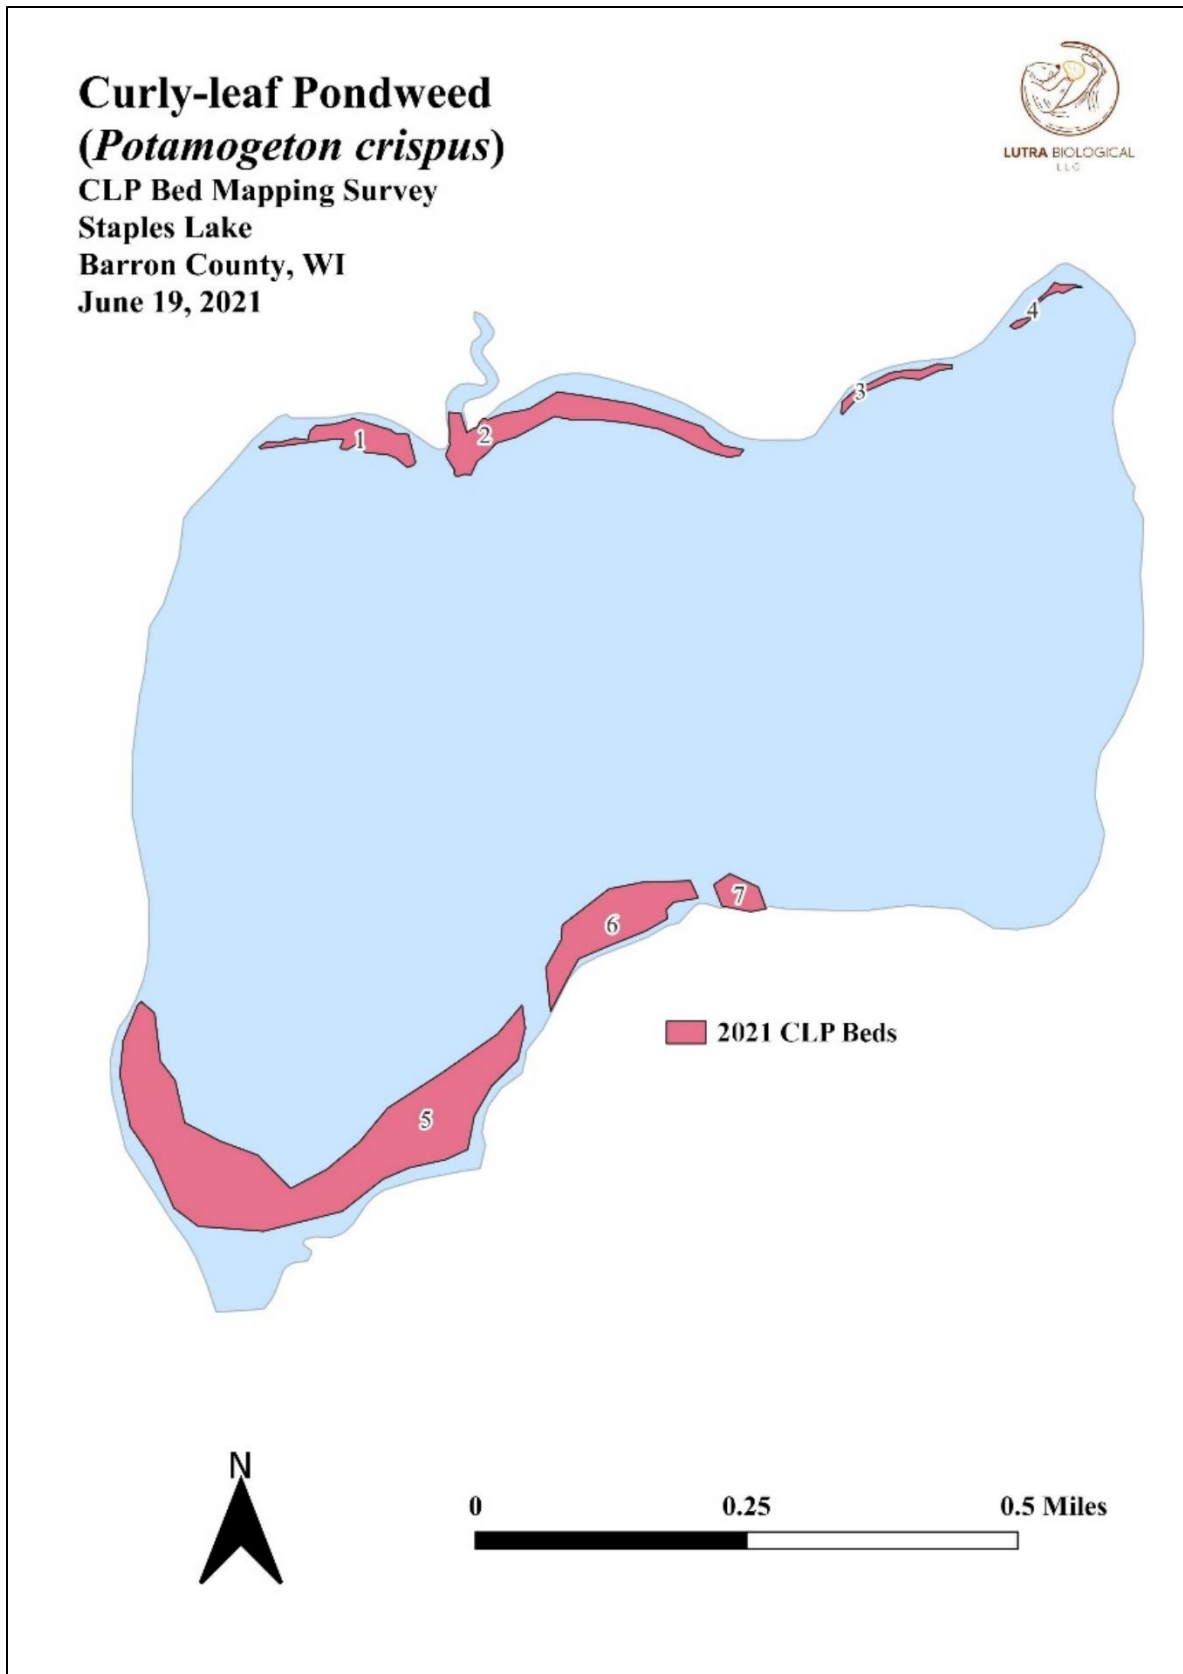 Curly-leaf Pondweed
(Potamogeton crispus)
CLP Bed Mapping Survey
Staples Lake
Barron County, WI
June 19, 2021
LUTRA BIOLOGICAL
LLC
1
2
3
4
5
6
7
2021 CLP Beds
N
0 0.25 0.5 Miles